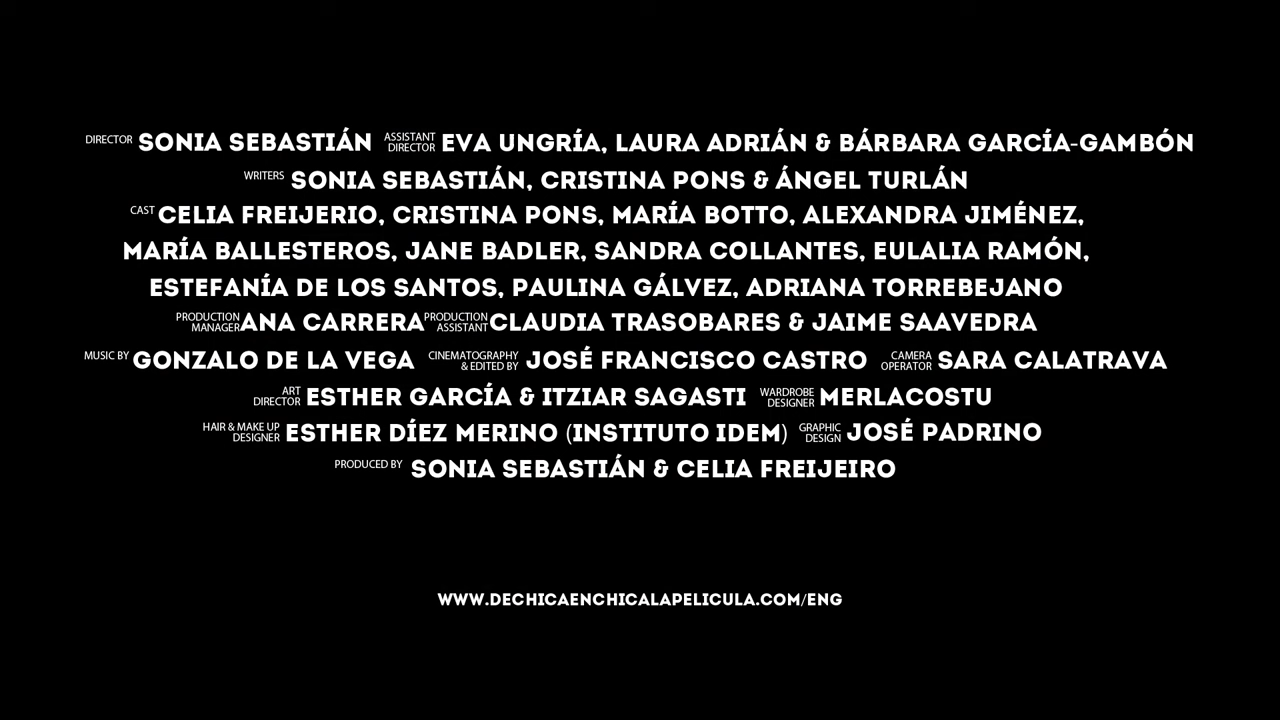 DIRECTOR SONIA SEBASTIÁN ASSISTANT DIRECTOR EVA UNGRÍA, LAURA ADRIÁN & BÁRBARA GARCÍA-GAMBÓN
WRITERS SONIA SEBASTIÁN, CRISTINA PONS & ÁNGEL TURLÁN
CAST CELIA FREIJERIO, CRISTINA PONS, MARÍA BOTTO, ALEXANDRA JIMÉNEZ,
MARÍA BALLESTEROS, JANE BADLER, SANDRA COLLANTES, EULALIA RAMÓN,
ESTEFANÍA DE LOS SANTOS, PAULINA GÁLVEZ, ADRIANA TORREBEJANO
PRODUCTION MANAGER ANA CARRERA PRODUCTION ASSISTANT CLAUDIA TRASOBARES & JAIME SAAVEDRA
MUSIC BY GONZALO DE LA VEGA CINEMATOGRAPHY & EDITED BY JOSÉ FRANCISCO CASTRO CAMERA OPERATOR SARA CALATRAVA
ART DIRECTOR ESTHER GARCÍA & ITZIAR SAGASTI WARDROBE DESIGNER MERLACOSTU
HAIR & MAKE UP DESIGNER ESTHER DÍEZ MERINO (INSTITUTO IDEM) GRAPHIC DESIGN JOSÉ PADRINO
PRODUCED BY SONIA SEBASTIÁN & CELIA FREIJEIRO
WWW.DECHICAENCHICALAPELICULA.COM/ENG